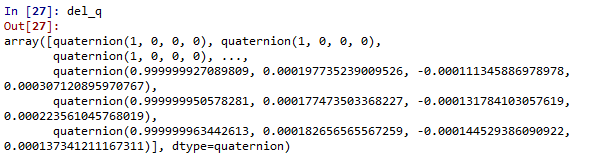 In [27]: del_q
Out[27]:
array([quaternion(1, 0, 0, 0), quaternion(1, 0, 0, 0),
       quaternion(1, 0, 0, 0), ...,
       quaternion(0.999999927089809, 0.000197735239009526, -0.000111345886978978,
0.000307120895970767),
       quaternion(0.999999950578281, 0.000177473503368227, -0.000131784103057619,
0.000223561045768019),
       quaternion(0.999999963442613, 0.000182656565567259, -0.000144529386090922,
0.000137341211167311)], dtype=quaternion)